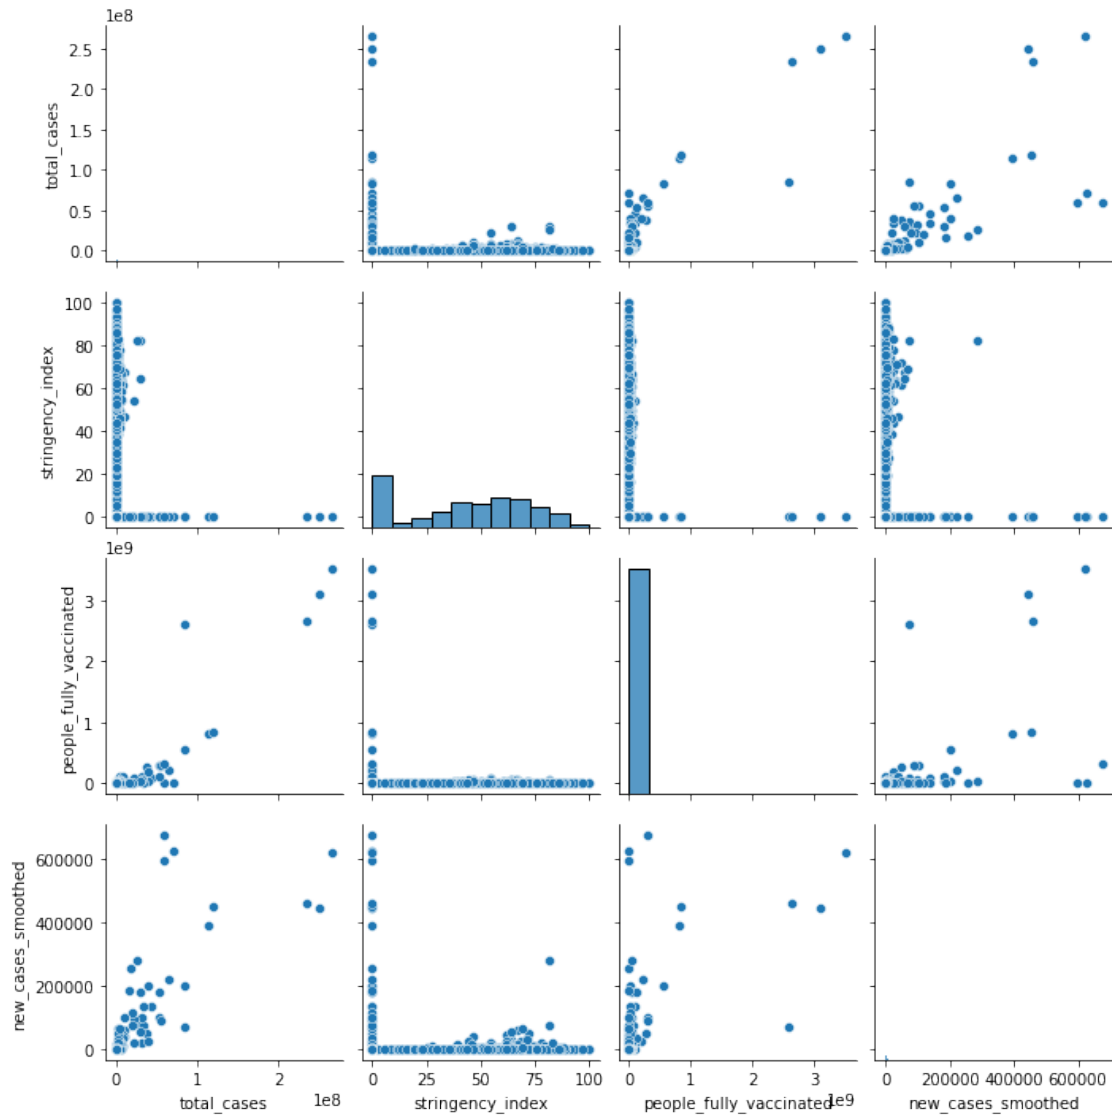 1e8
2.5
2.0
1.5
1.0
0.5
0.0
total_cases
100
80
60
40
20
0
stringency_index
1e9
3
2
1
0
people_fully_vaccinated
600000
400000
200000
0
new_cases_smoothed
0 1 2 0 25 50 75 100 0 1 2 3 0 200000 400000 600000
total_cases 1e8 stringency_index people_fully_vaccinated 1e9 new_cases_smoothed